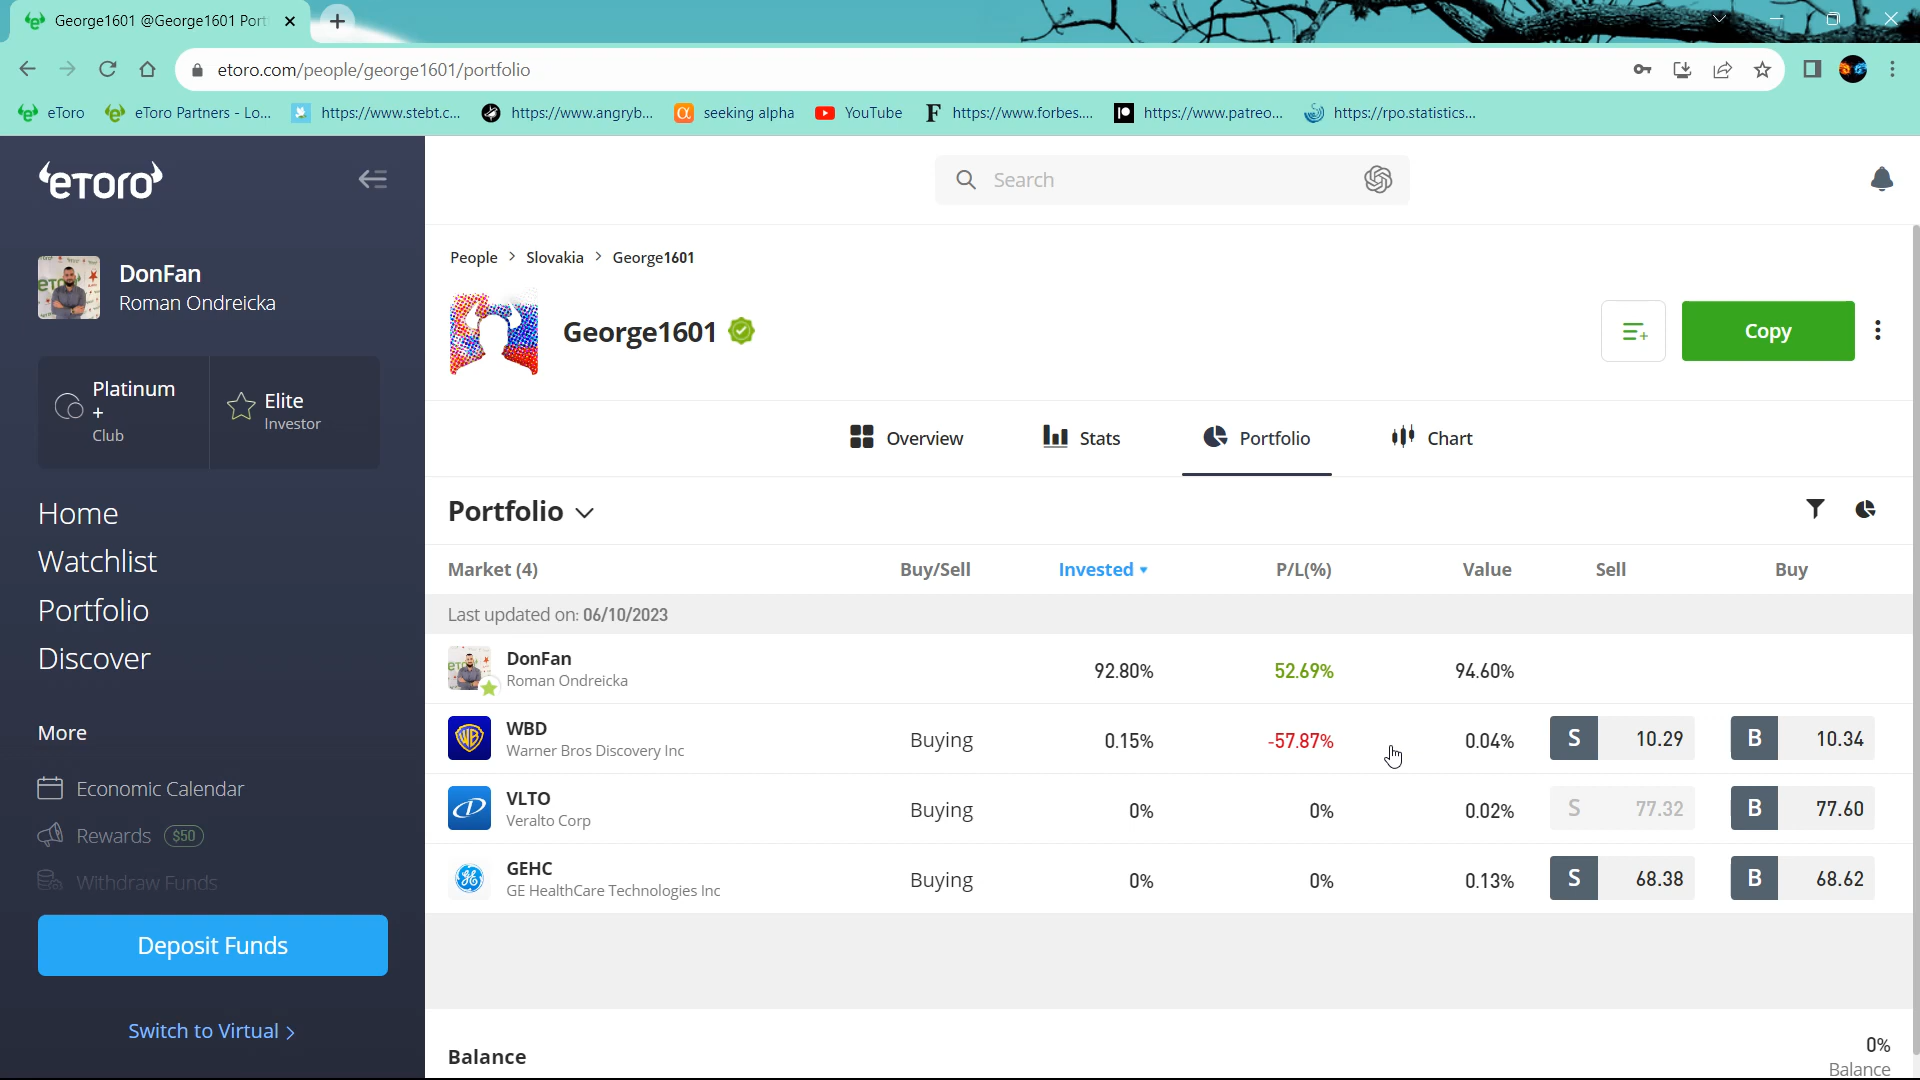 George1601 @George1601 Port
etoro.com/people/george1601/portfolio
eToro
eToro Partners - Lo...
https://www.stebt.c...
https://www.angryb...
seeking alpha
YouTube
https://www.forbes....
https://www.patreo...
https://rpo.statistics...
eToro
Search
DonFan
Roman Ondreicka
Platinum
+
Club
Elite
Investor
Home
Watchlist
Portfolio
Discover
More
Economic Calendar
Rewards $50
Withdraw Funds
Deposit Funds
Switch to Virtual >
People > Slovakia > George1601
George1601
Copy
Overview
Stats
Portfolio
Chart
Portfolio
Market (4) Buy/Sell Invested P/L(%) Value Sell Buy
Last updated on: 06/10/2023
DonFan
Roman Ondreicka
92.80% 52.69% 94.60%
WBD
Warner Bros Discovery Inc
Buying 0.15% -57.87% 0.04% S 10.29 B 10.34
VLTO
Veralto Corp
Buying 0% 0% 0.02% S 77.32 B 77.60
GEHC
GE HealthCare Technologies Inc
Buying 0% 0% 0.13% S 68.38 B 68.62
Balance
0%
Balance